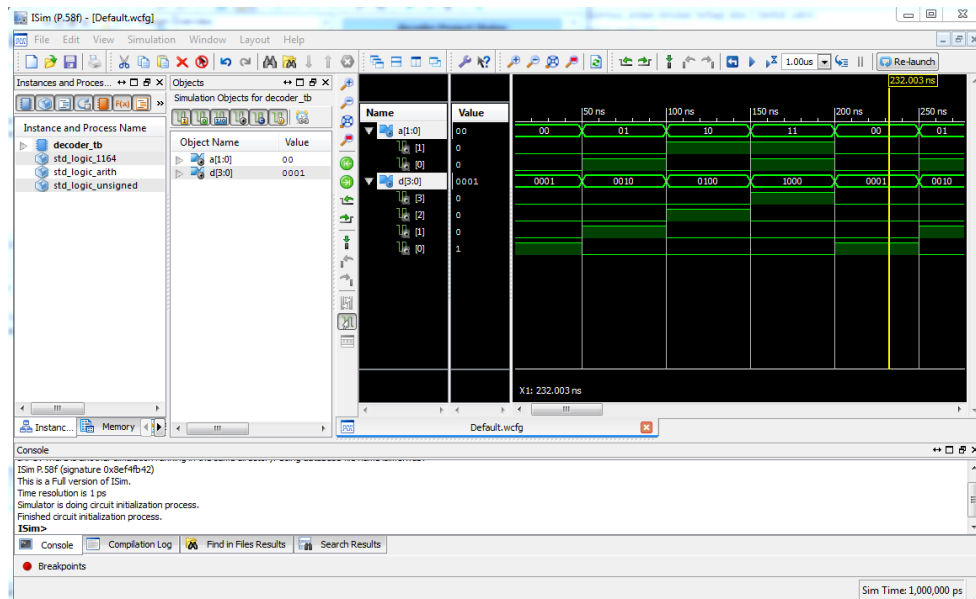 ISim (P.58f) - [Default.wcfg]
File Edit View Simulation Window Layout Help
1.00us
Re-launch
Instances and Proces...
Instance and Process Name
decoder_tb
std_logic_1164
std_logic_arith
std_logic_unsigned
Instanc...
Memory
Objects
Simulation Objects for decoder_tb
Object Name Value
a[1:0] 00
d[3:0] 0001
Name Value
a[1:0] 00
[1] 0
[0] 0
d[3:0] 0001
[3] 0
[2] 0
[1] 0
[0] 1
232.003 ns
50 ns 100 ns 150 ns 200 ns 250 ns
00 01 10 11 00 01
0001 0010 0100 1000 0001 0010
X1: 232.003 ns
Default.wcfg
Console
ISim P.58f (signature 0x8ef4fb42)
This is a Full version of ISim.
Time resolution is 1 ps
Simulator is doing circuit initialization process.
Finished circuit initialization process.
ISim>
Console Compilation Log Find in Files Results Search Results
Breakpoints
Sim Time: 1,000,000 ps